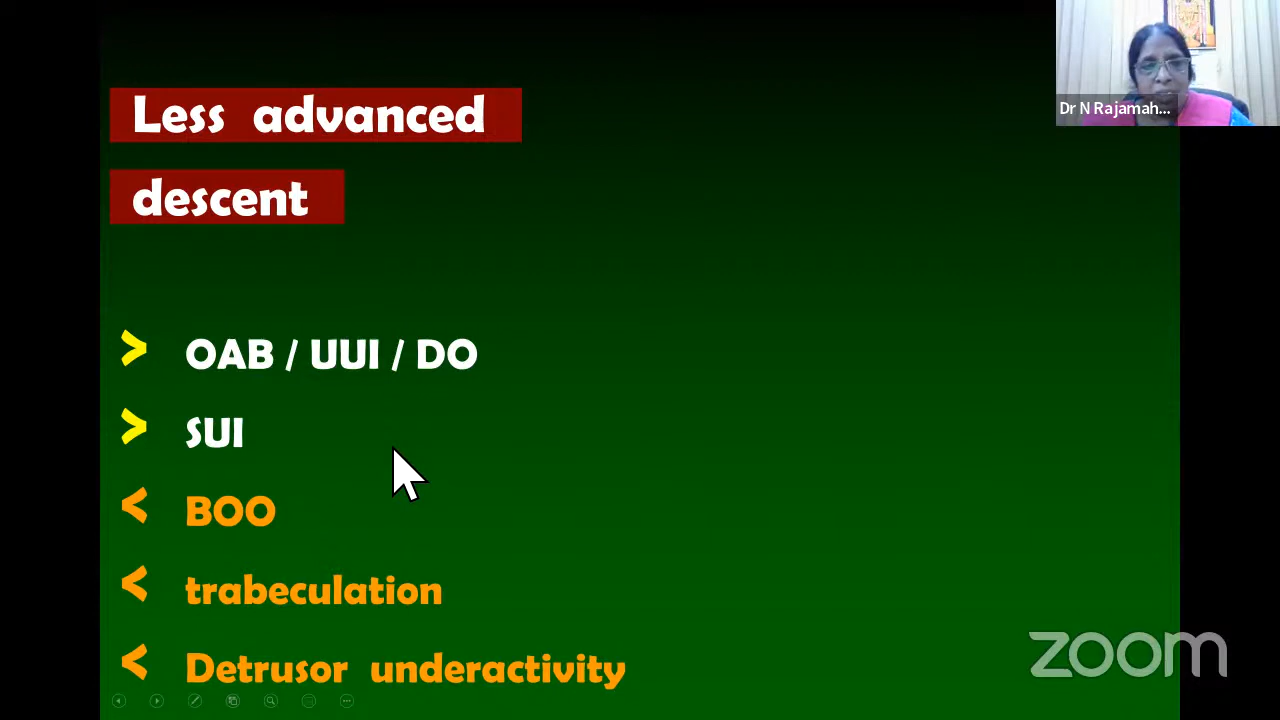 Less advanced
descent
Dr N Rajamah...
> OAB / UUI / DO
> SUI
< BOO
< trabeculation
< Detrusor underactivity
zoom